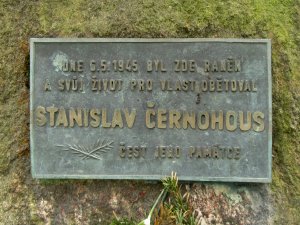 DNE 6.5.1945 BYL ZDE RANĚN
A SVŮJ ŽIVOT PRO VLAST OBĚTOVAL
STANISLAV ČERNOHOUS
ČEST JEHO PAMÁTCE